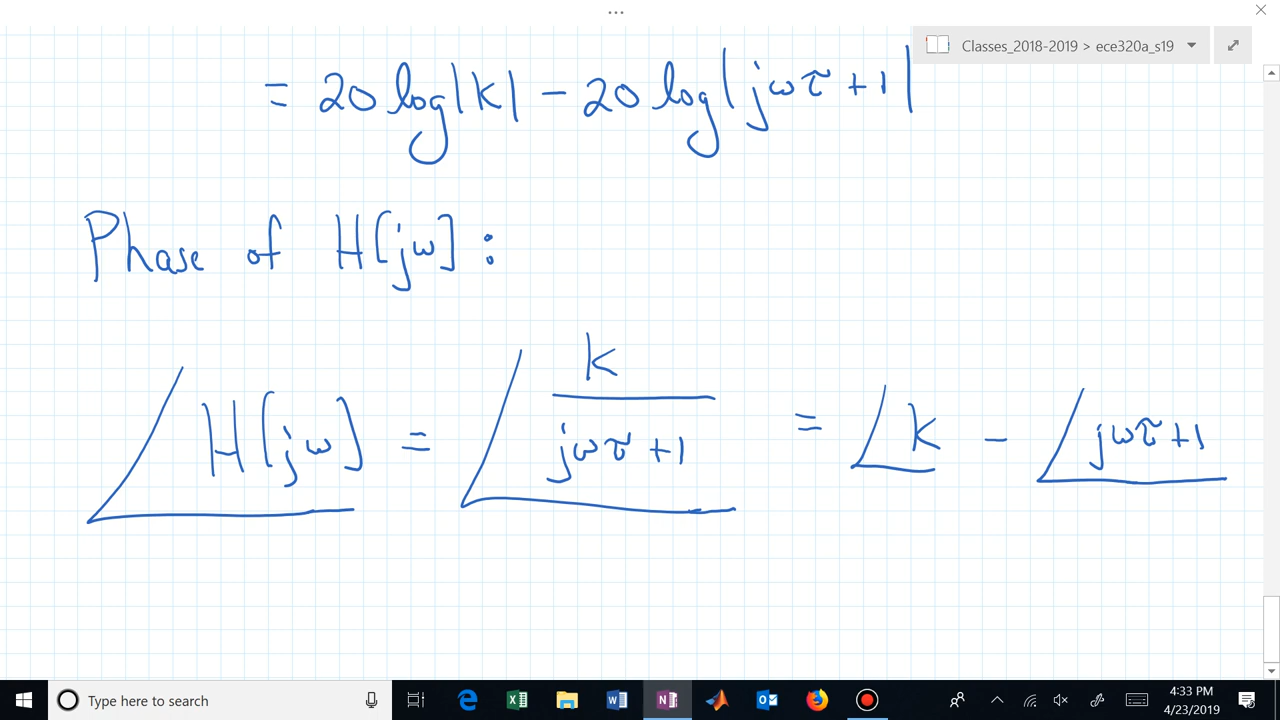 Classes_2018-2019 > ece320a_s19
= 20 log|K| - 20 log|jωτ + 1|
Phase of H[jω] :
∠H[jω] = ∠K/(jωτ + 1) = ∠K - ∠jωτ + 1
Type here to search
4:33 PM
4/23/2019